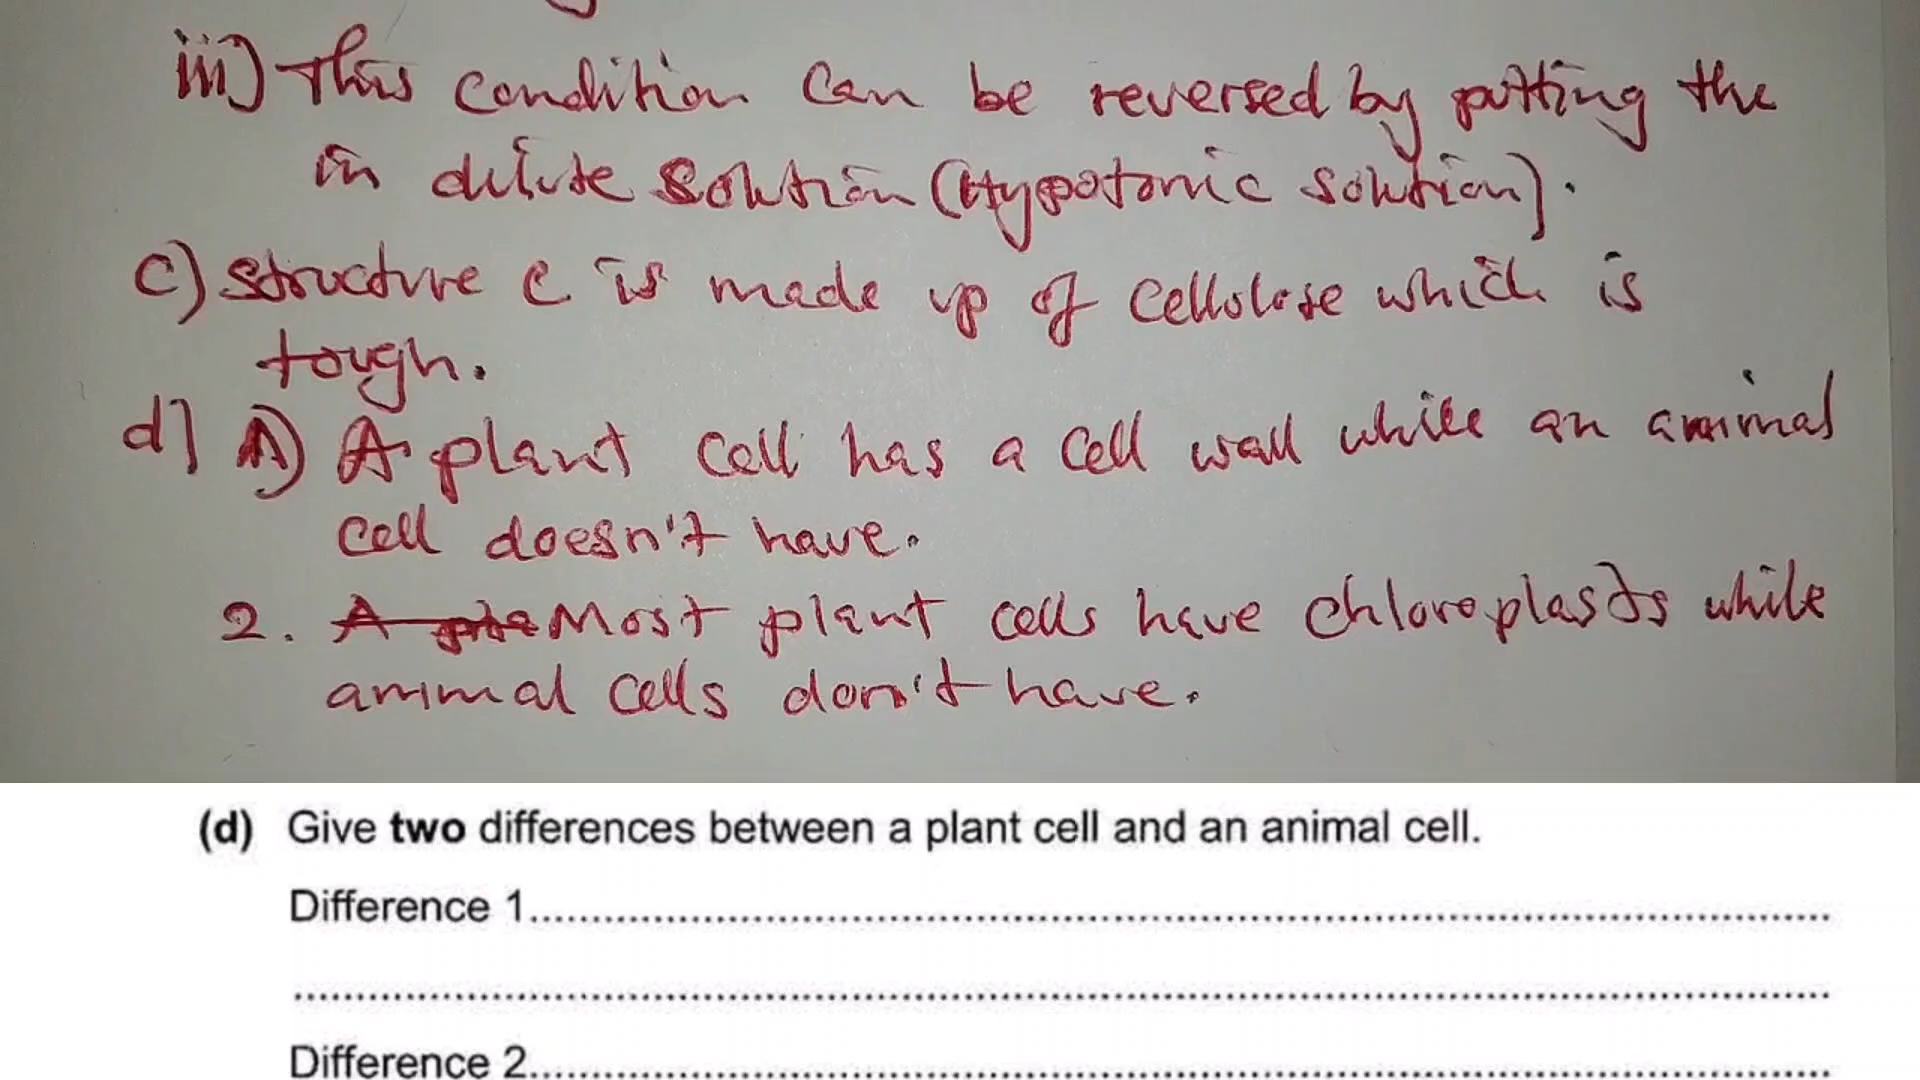 iii) This condition can be reversed by putting the
in dilute solution (Hypotonic solution).
c) structure C is made up of cellulose which is
tough.
d] A) A plant cell has a cell wall while an animal
cell doesn't have.
2. A pla Most plant cells have chloroplasts while
animal cells don't have.
(d) Give two differences between a plant cell and an animal cell.
Difference 1
Difference 2